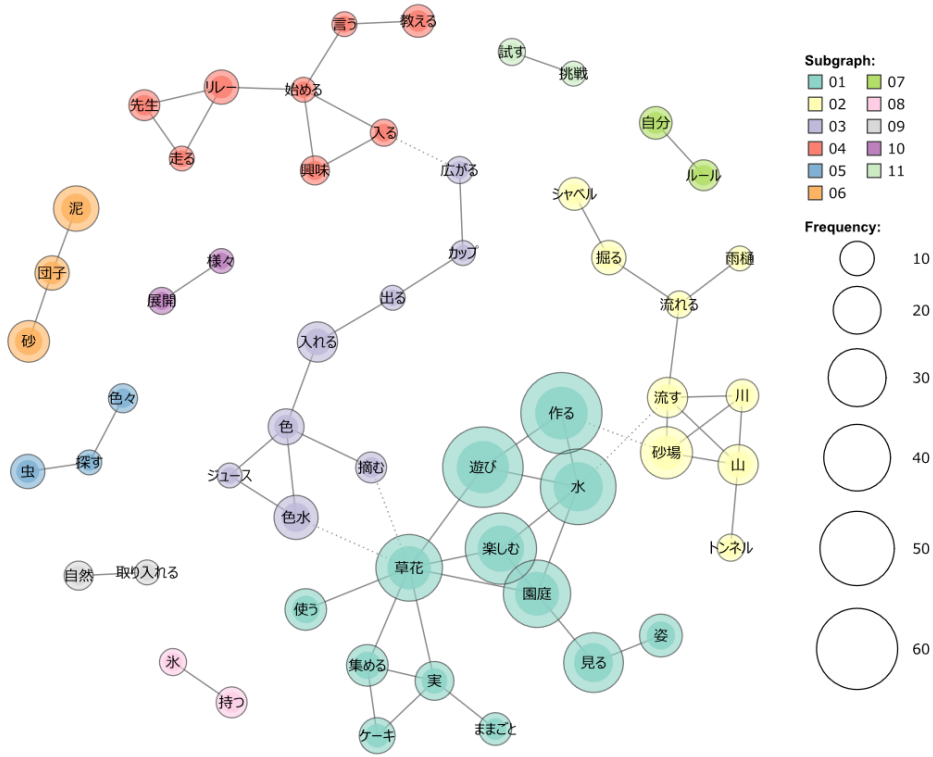 言う
教える
試す
挑戦
リレー
始める
先生
入る
走る
興味
広がる
自分
ルール
シャベル
泥
カップ
掘る
雨樋
様々
団子
展開
出る
流れる
砂
入れる
色々
流す
川
作る
色
砂場
山
虫
探す
ジュース
摘む
遊び
水
色水
楽しむ
トンネル
草花
自然
取り入れる
園庭
使う
姿
氷
集める
見る
実
持つ
ケーキ
ままごと
Subgraph:
01 07
02 08
03 09
04 10
05 11
06
Frequency:
10
20
30
40
50
60